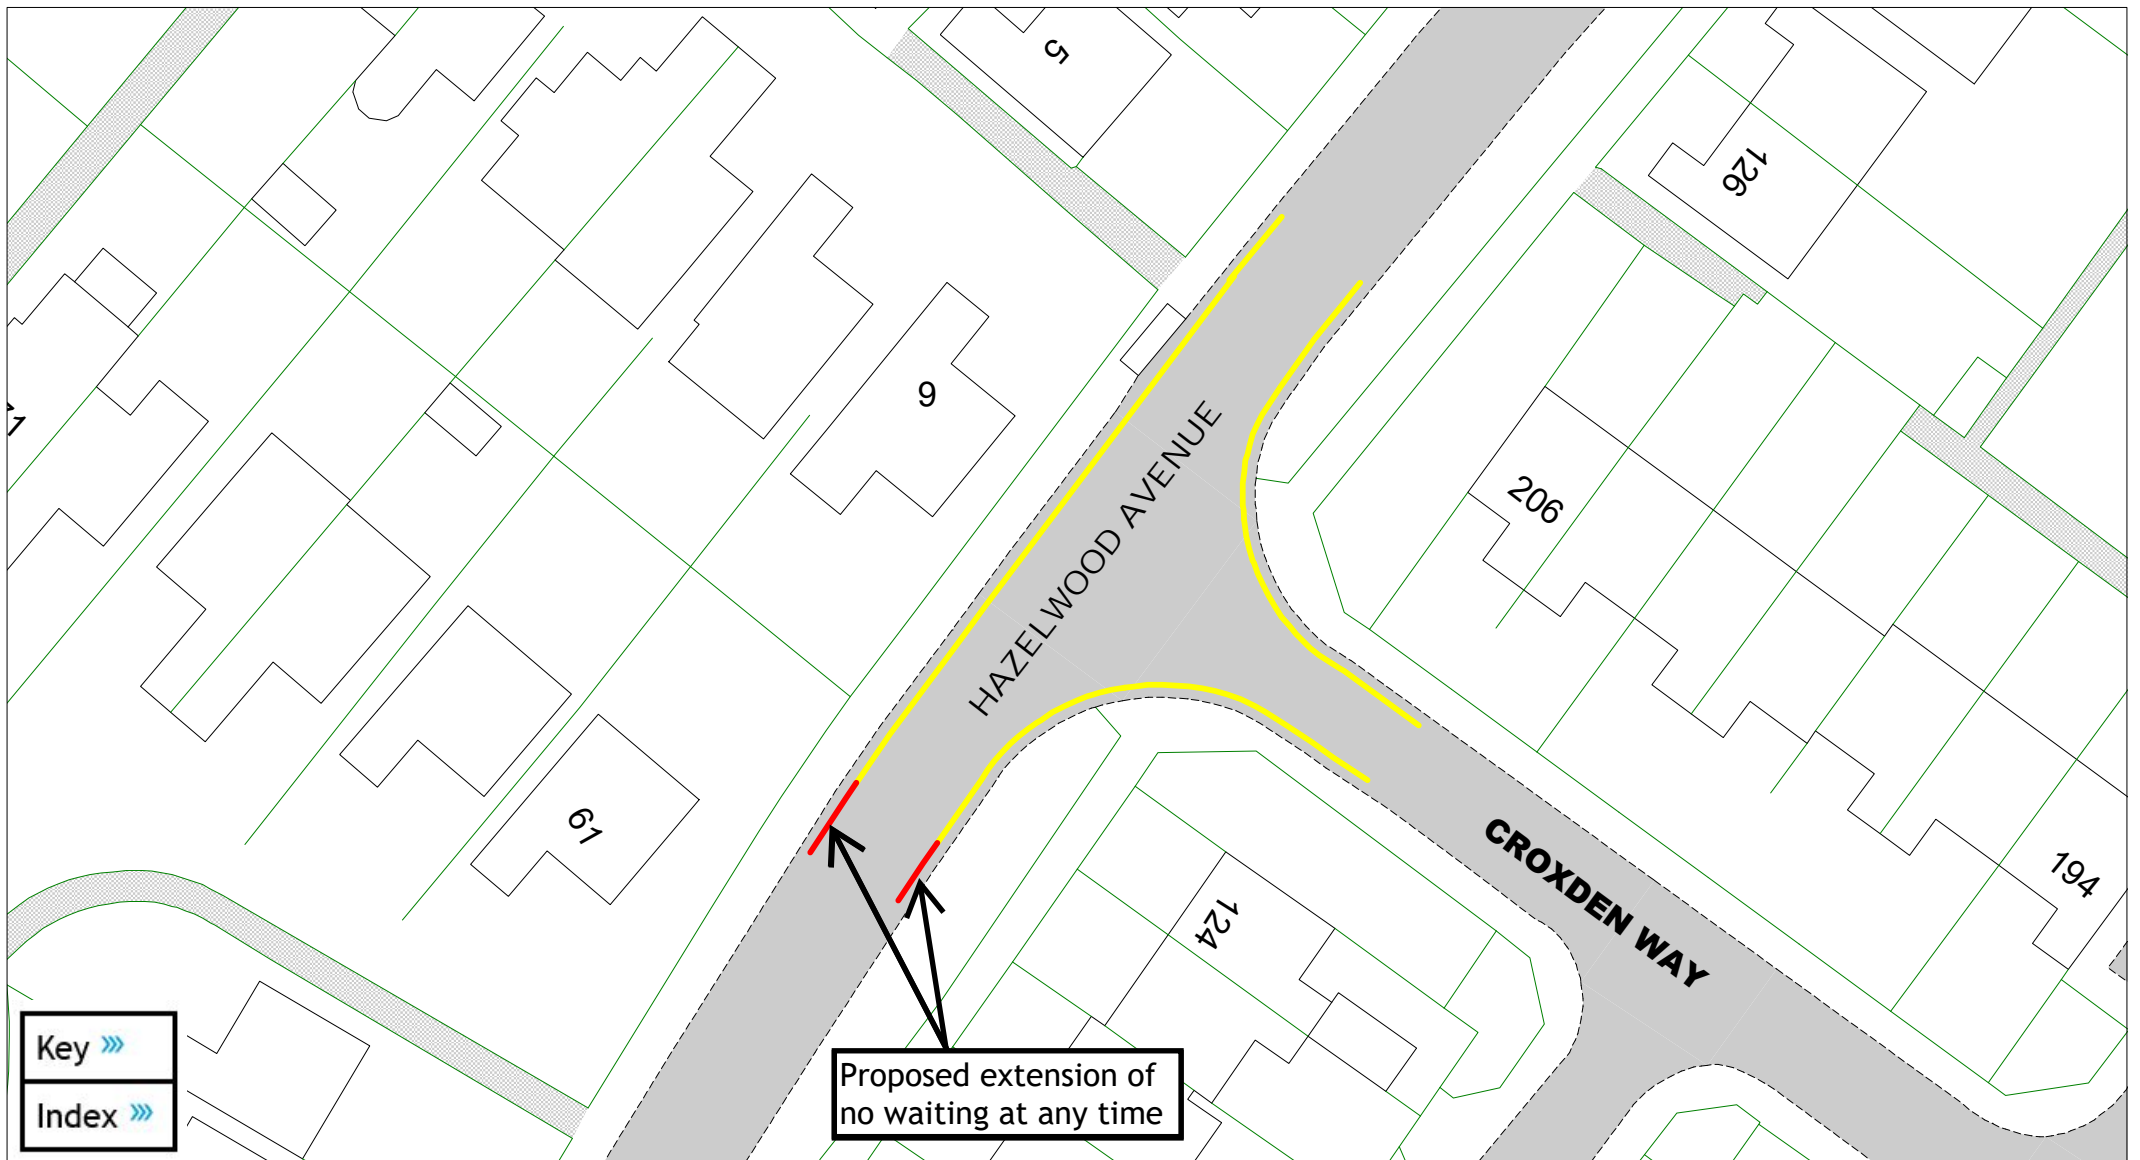 5
126
9
HAZELWOOD AVENUE
206
61
CROXDEN WAY
194
124
Key »»
Index »»
Proposed extension of
no waiting at any time